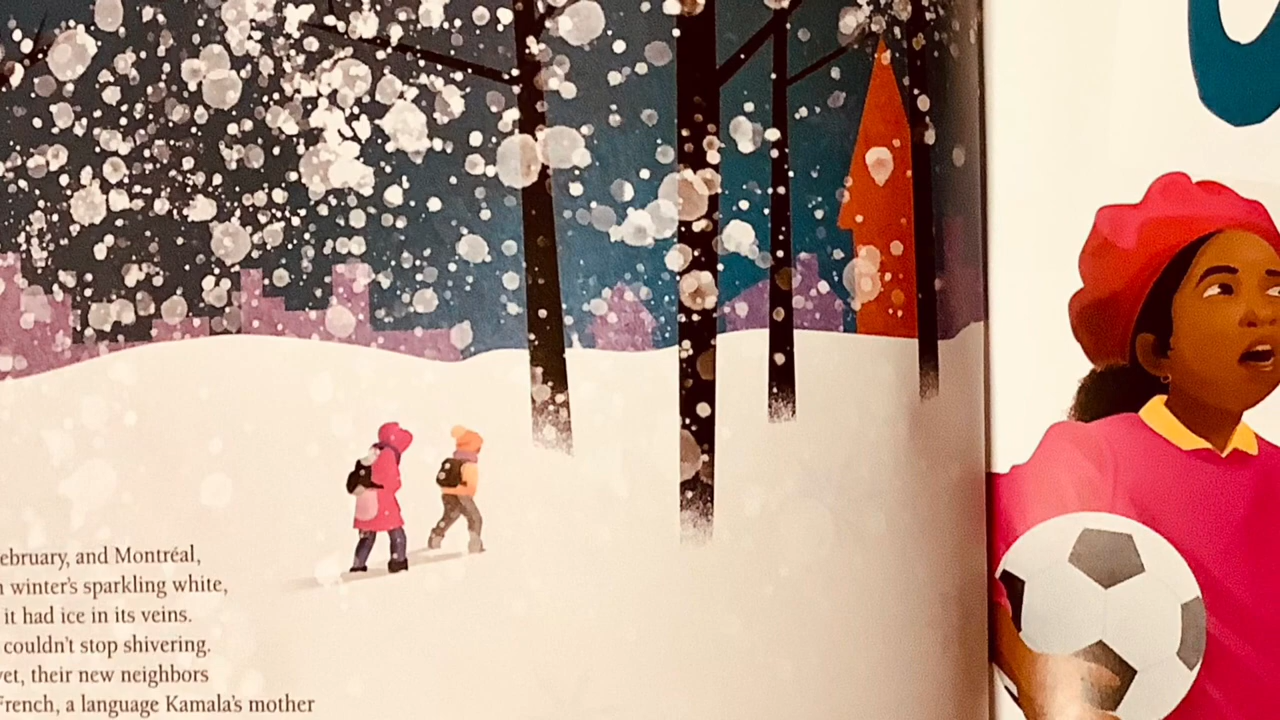 ebruary, and Montréal,
winter's sparkling white,
it had ice in its veins.
couldn't stop shivering.
et, their new neighbors
French, a language Kamala's mother